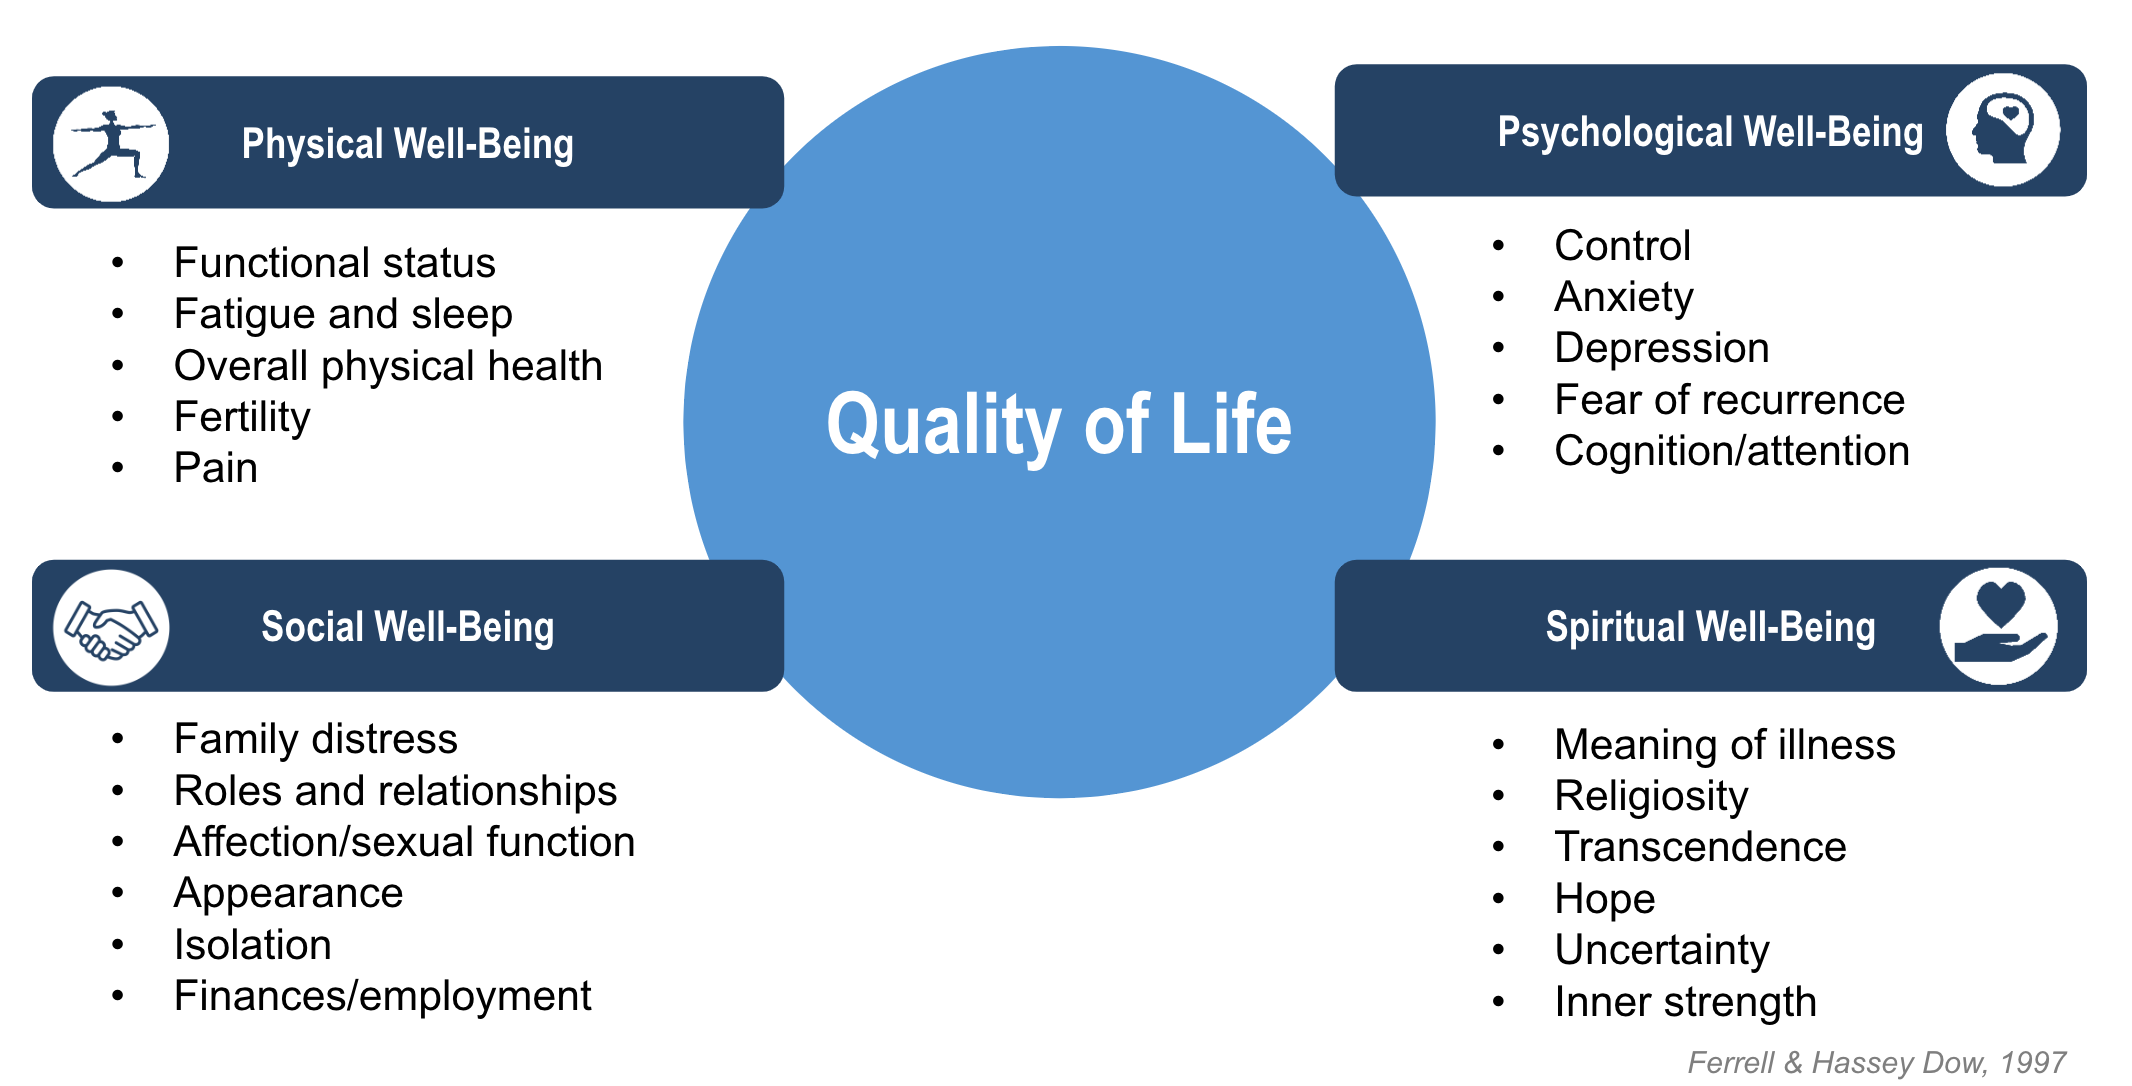 Physical Well-Being
• Functional status
• Fatigue and sleep
• Overall physical health
• Fertility
• Pain
Psychological Well-Being
• Control
• Anxiety
• Depression
• Fear of recurrence
• Cognition/attention
Quality of Life
Social Well-Being
• Family distress
• Roles and relationships
• Affection/sexual function
• Appearance
• Isolation
• Finances/employment
Spiritual Well-Being
• Meaning of illness
• Religiosity
• Transcendence
• Hope
• Uncertainty
• Inner strength
Ferrell & Hassey Dow, 1997